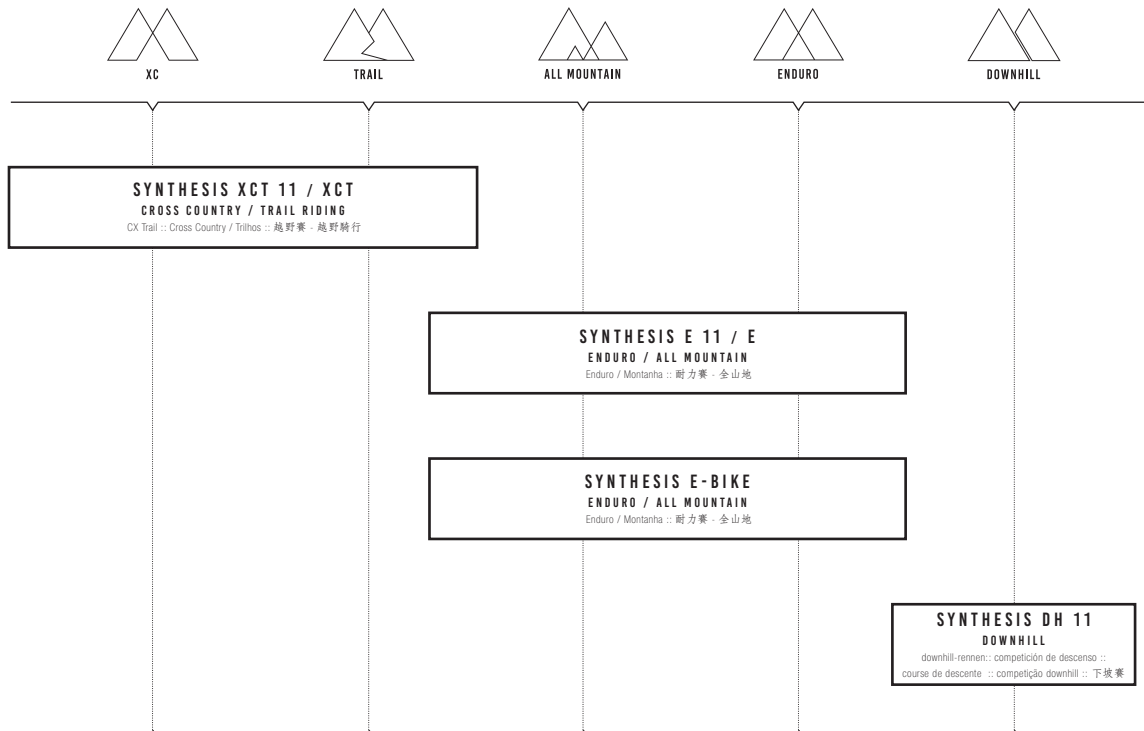 XC
TRAIL
ALL MOUNTAIN
ENDURO
DOWNHILL
SYNTHESIS XCT 11 / XCT
CROSS COUNTRY / TRAIL RIDING
CX Trail :: Cross Country / Trilhos :: 越野賽 - 越野騎行
SYNTHESIS E 11 / E
ENDURO / ALL MOUNTAIN
Enduro / Montanha :: 耐力賽 - 全山地
SYNTHESIS E-BIKE
ENDURO / ALL MOUNTAIN
Enduro / Montanha :: 耐力賽 - 全山地
SYNTHESIS DH 11
DOWNHILL
downhill-rennen:: competición de descenso ::
course de descente :: competição downhill :: 下坡賽